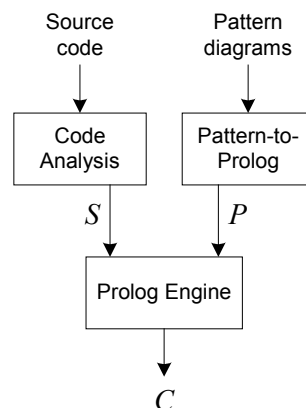 Source
code
Pattern
diagrams
Code
Analysis
Pattern-to-
Prolog
S
P
Prolog Engine
C